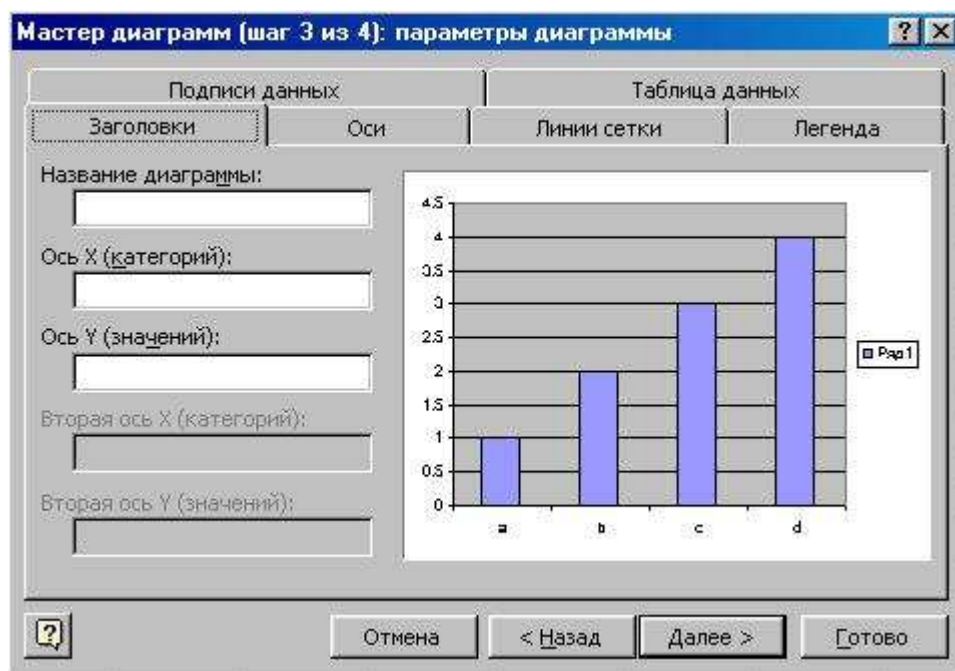 Мастер диаграмм (шаг 3 из 4): параметры диаграммы
Подписи данных
Таблица данных
Заголовки
Оси
Линии сетки
Легенда
Название диаграммы:
Ось X (категорий):
Ось Y (значений):
Вторая ось X (категорий):
Вторая ось Y (значений):
4.5
4
3.5
3
2.5
2
1.5
1
0.5
0
a
b
c
d
Ряд1
Отмена
< Назад
Далее >
Готово